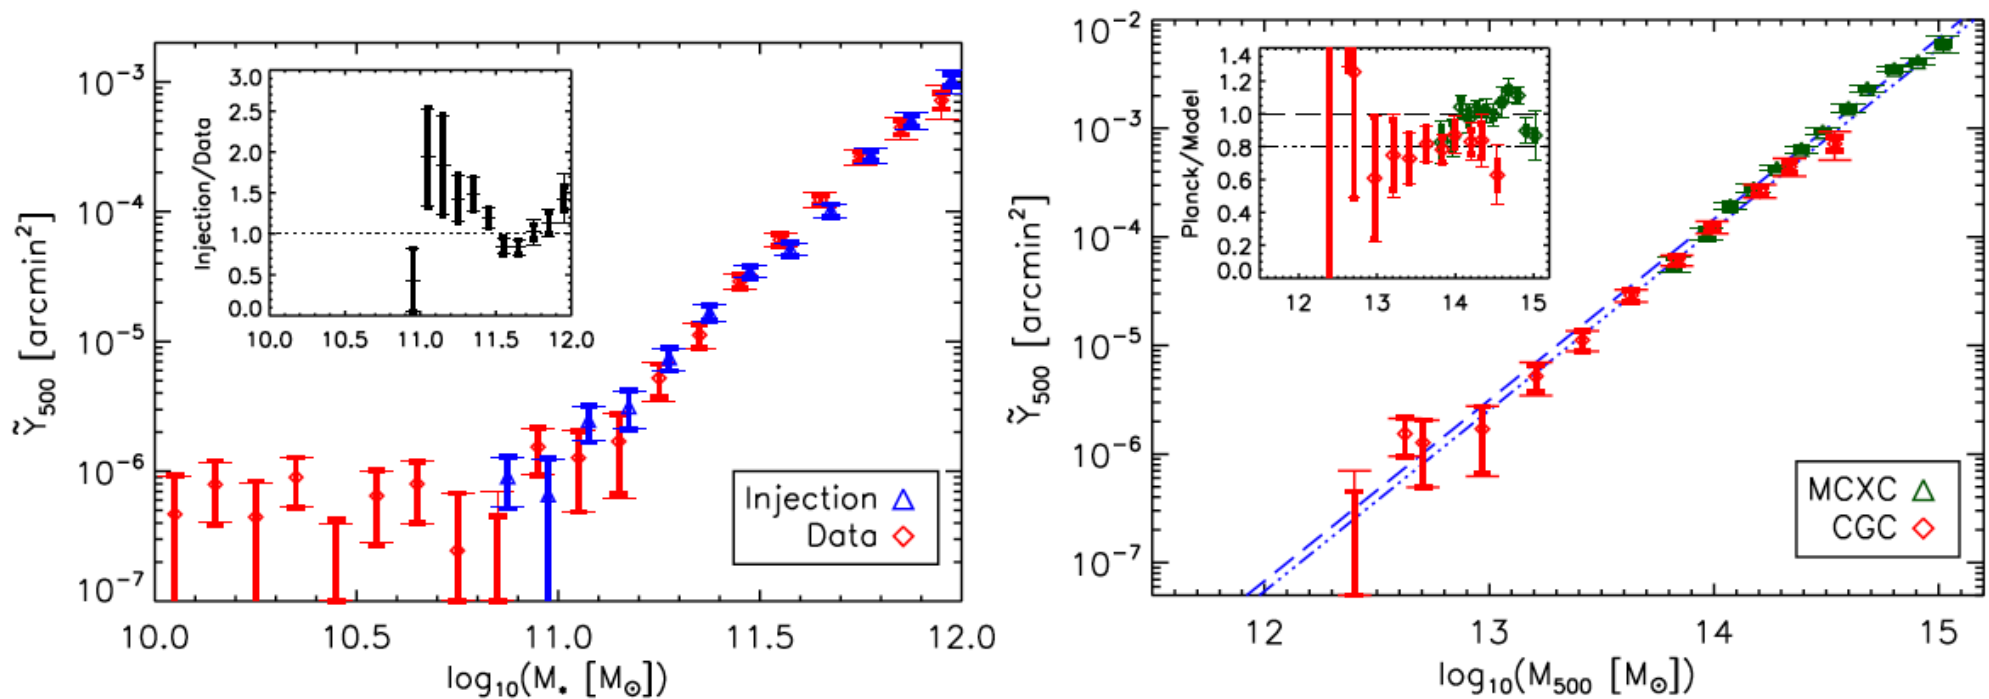 10⁻³
10⁻⁴
10⁻⁵
10⁻⁶
10⁻⁷
Ỹ₅₀₀ [arcmin²]
10.0 10.5 11.0 11.5 12.0
log₁₀(M⁎ [M⊙])
3.0
2.5
2.0
1.5
1.0
0.5
0.0
Injection/Data
10.0 10.5 11.0 11.5 12.0
Injection
Data
10⁻²
10⁻³
10⁻⁴
10⁻⁵
10⁻⁶
10⁻⁷
Ỹ₅₀₀ [arcmin²]
12 13 14 15
log₁₀(M₅₀₀ [M⊙])
1.4
1.2
1.0
0.8
0.6
0.4
0.2
0.0
Planck/Model
12 13 14 15
MCXC
CGC